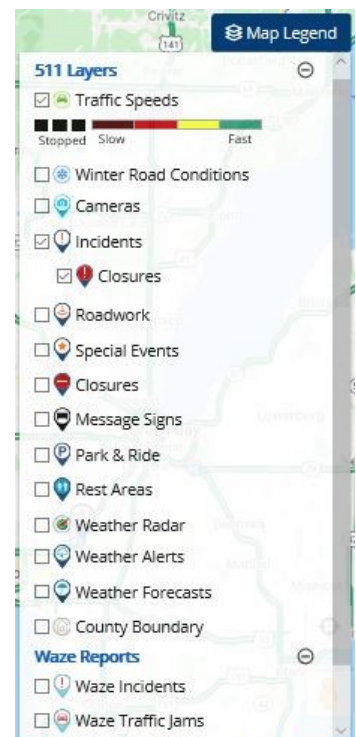 Crivitz
141
Map Legend
511 Layers
Traffic Speeds
Stopped Slow Fast
Winter Road Conditions
Cameras
Incidents
Closures
Roadwork
Special Events
Closures
Message Signs
Park & Ride
Rest Areas
Weather Radar
Weather Alerts
Weather Forecasts
County Boundary
Waze Reports
Waze Incidents
Waze Traffic Jams